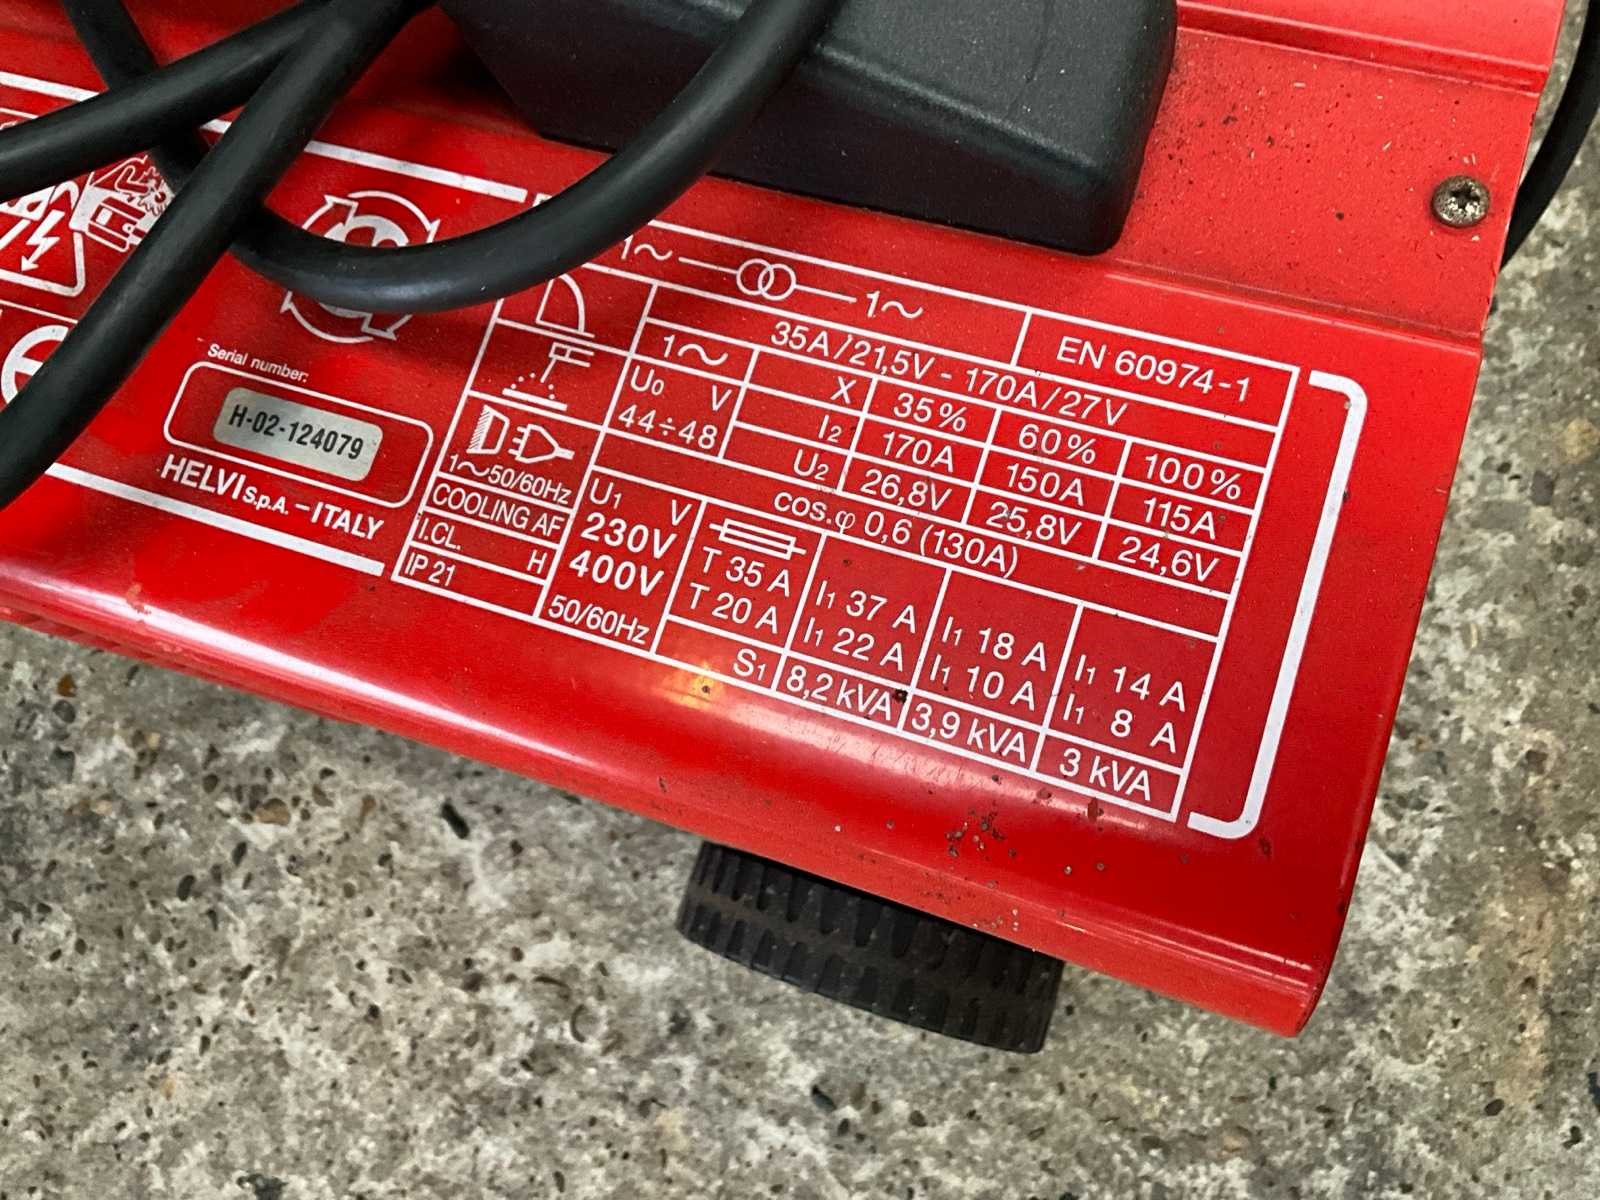 1~ 1~
EN 60974-1
35A/21,5V - 170A/27V
1~ X 35% 60% 100%
U0 V I2 170A 150A 115A
44÷48 U2 26,8V 25,8V 24,6V
cos.φ 0,6 (130A)
1~50/60Hz
COOLING AF
I.CL. H
IP 21
U1 V
230V T 35 A I1 37 A I1 18 A I1 14 A
400V T 20 A I1 22 A I1 10 A I1 8 A
50/60Hz S1 8,2 kVA 3,9 kVA 3 kVA
Serial number:
H-02-124079
HELVI S.p.A. - ITALY